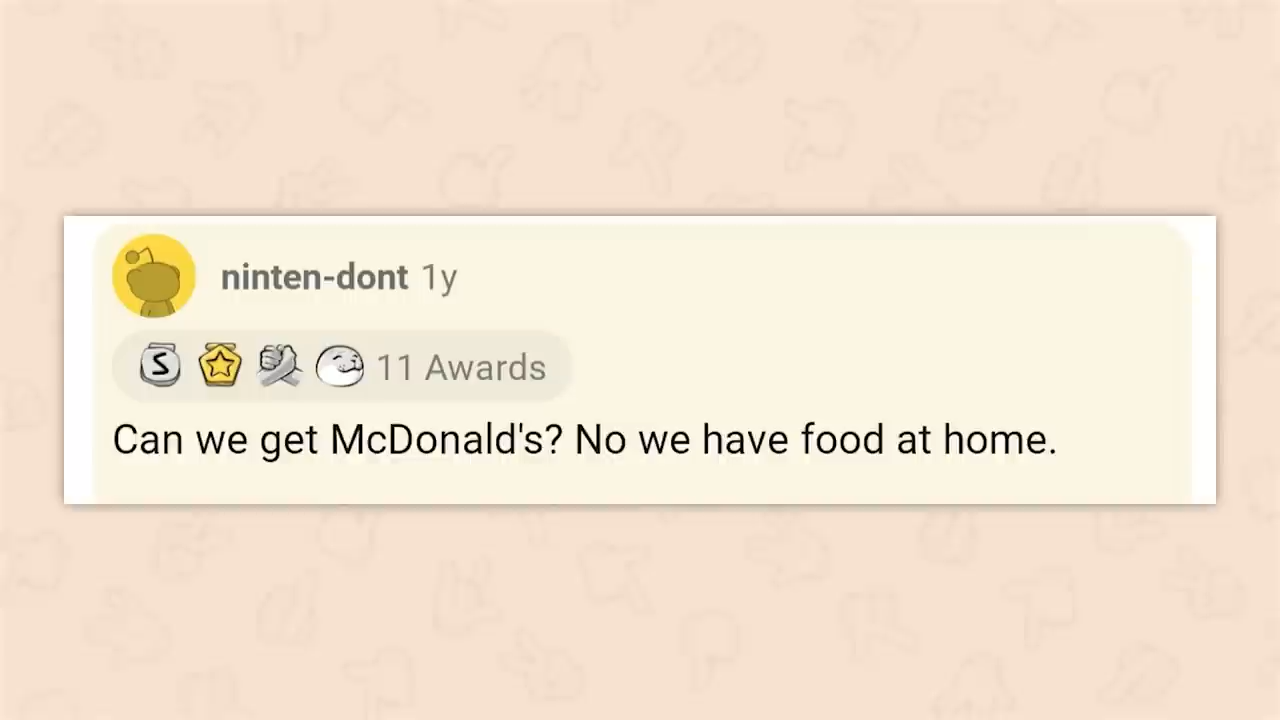 ninten-dont 1y
S 11 Awards
Can we get McDonald's? No we have food at home.